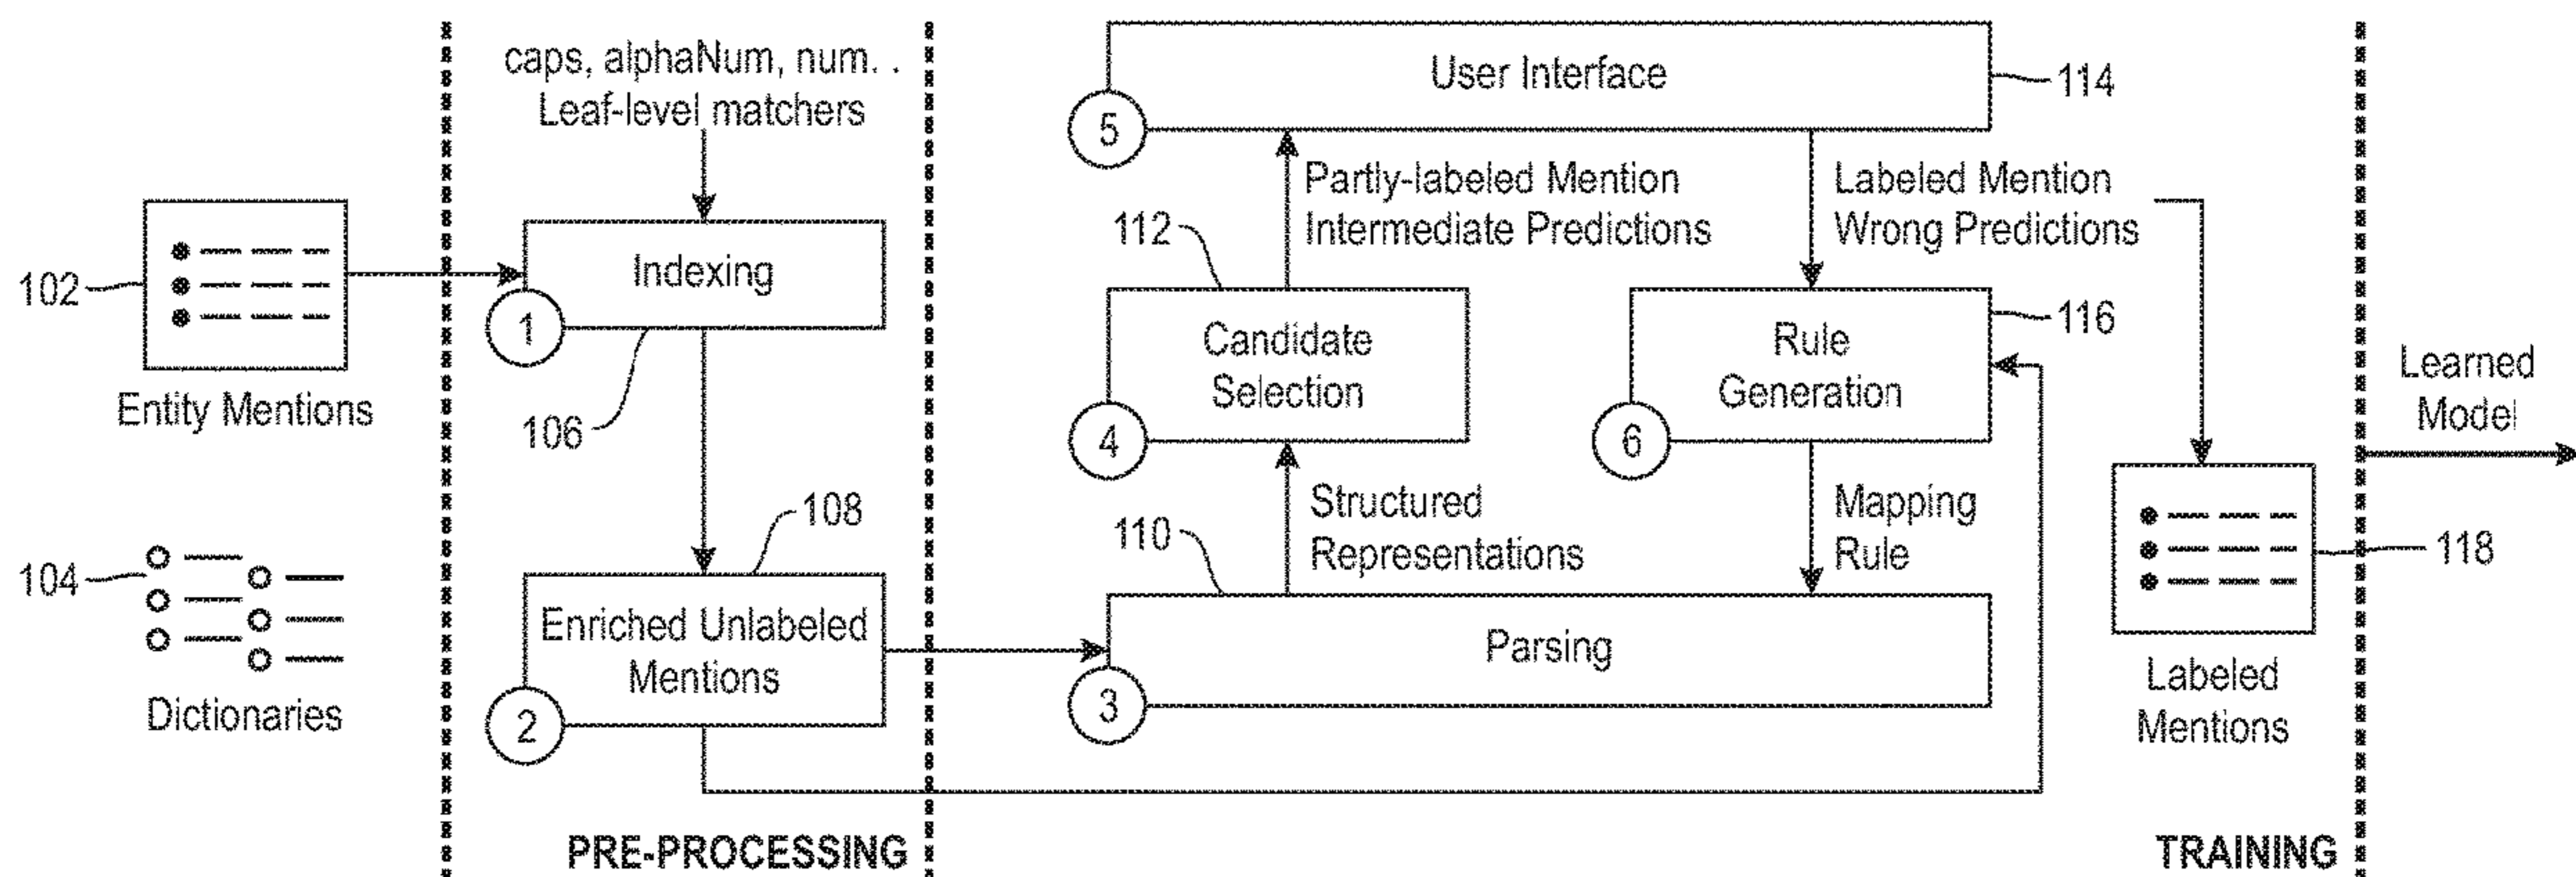 102
Entity Mentions
104
Dictionaries
caps, alphaNum, num. .
Leaf-level matchers
Indexing
1
106
108
Enriched Unlabeled
Mentions
2
PRE-PROCESSING
User Interface
5
114
Partly-labeled Mention
Intermediate Predictions
Labeled Mention
Wrong Predictions
112
Candidate
Selection
4
Rule
Generation
6
116
110
Structured
Representations
Mapping
Rule
Parsing
3
118
Labeled
Mentions
TRAINING
Learned
Model